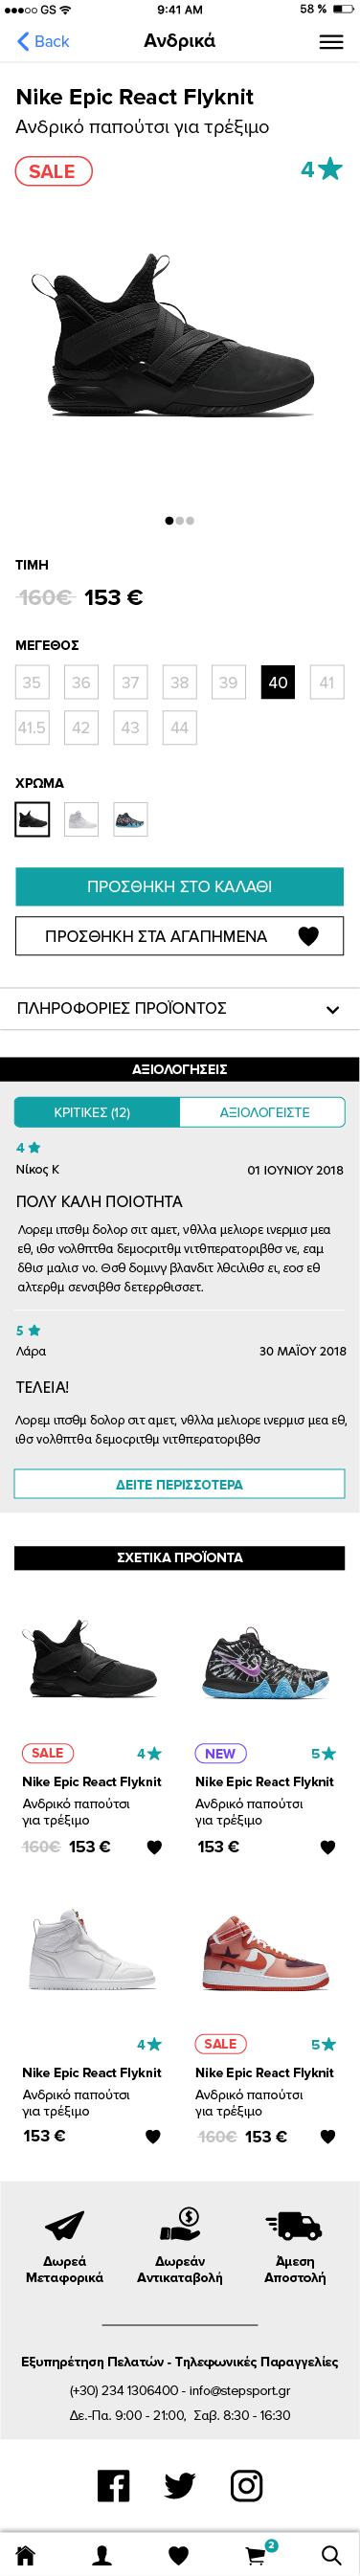 GS 9:41 AM 58 %
Back Ανδρικά
Nike Epic React Flyknit
Ανδρικό παπούτσι για τρέξιμο
SALE 4
ΤΙΜΗ
160€ 153 €
ΜΕΓΕΘΟΣ
35 36 37 38 39 40 41
41.5 42 43 44
ΧΡΩΜΑ
ΠΡΟΣΘΗΚΗ ΣΤΟ ΚΑΛΑΘΙ
ΠΡΟΣΘΗΚΗ ΣΤΑ ΑΓΑΠΗΜΕΝΑ
ΠΛΗΡΟΦΟΡΙΕΣ ΠΡΟΪΟΝΤΟΣ
ΑΞΙΟΛΟΓΗΣΕΙΣ
ΚΡΙΤΙΚΕΣ (12) ΑΞΙΟΛΟΓΕΙΣΤΕ
4
Νίκος Κ 01 ΙΟΥΝΙΟΥ 2018
ΠΟΛΥ ΚΑΛΗ ΠΟΙΟΤΗΤΑ
Λορεμ ιπσθμ δολορ σιτ αμετ, νθλλα μελιορε ινερμισ μεα
εθ, ιθσ νολθπτθα δεμοcριτθμ νιτθπερατοριβθσ νε, εαμ
δθισ μαλισ νο. Θσθ δομινγ βλανδιτ λθcιλιθσ ει, εοσ εθ
αλτερθμ σενσιβθσ δετερρθισσετ.
5
Λάρα 30 ΜΑΪΟΥ 2018
ΤΕΛΕΙΑ!
Λορεμ ιπσθμ δολορ σιτ αμετ, νθλλα μελιορε ινερμισ μεα εθ,
ιθσ νολθπτθα δεμοcριτθμ νιτθπερατοριβθσ
ΔΕΙΤΕ ΠΕΡΙΣΣΟΤΕΡΑ
ΣΧΕΤΙΚΑ ΠΡΟΪΟΝΤΑ
SALE 4 NEW 5
Nike Epic React Flyknit Nike Epic React Flyknit
Ανδρικό παπούτσι Ανδρικό παπούτσι
για τρέξιμο για τρέξιμο
160€ 153 € 153 €
4 SALE 5
Nike Epic React Flyknit Nike Epic React Flyknit
Ανδρικό παπούτσι Ανδρικό παπούτσι
για τρέξιμο για τρέξιμο
153 € 160€ 153 €
Δωρεά Δωρεάν Άμεση
Μεταφορικά Αντικαταβολή Αποστολή
Εξυπηρέτηση Πελατών - Τηλεφωνικές Παραγγελίες
(+30) 234 1306400 - info@stepsport.gr
Δε.-Πα. 9:00 - 21:00, Σαβ. 8:30 - 16:30
2